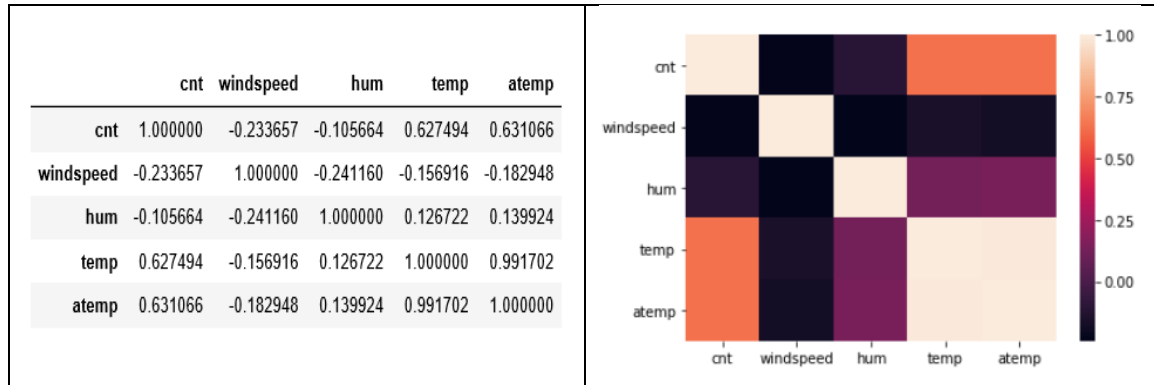 cnt windspeed hum temp atemp
cnt 1.000000 -0.233657 -0.105664 0.627494 0.631066
windspeed -0.233657 1.000000 -0.241160 -0.156916 -0.182948
hum -0.105664 -0.241160 1.000000 0.126722 0.139924
temp 0.627494 -0.156916 0.126722 1.000000 0.991702
atemp 0.631066 -0.182948 0.139924 0.991702 1.000000
cnt
windspeed
hum
temp
atemp
cnt windspeed hum temp atemp
1.00
0.75
0.50
0.25
0.00